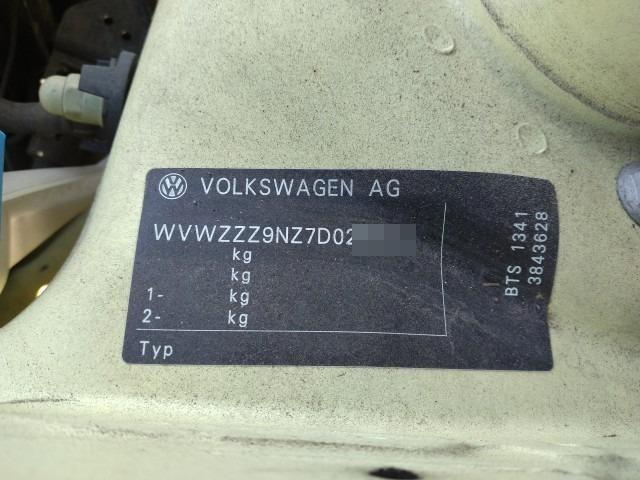 VOLKSWAGEN AG
WVWZZZ9NZ7D02
kg
kg
1- kg
2- kg
Typ
BTS 1341
3843628